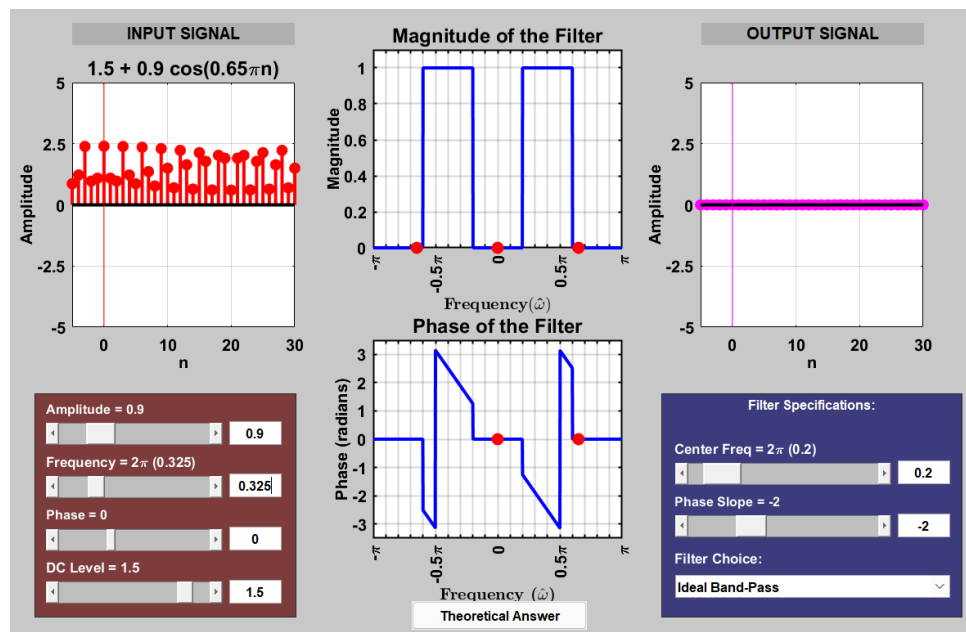 INPUT SIGNAL
1.5 + 0.9 cos(0.65πn)
5
2.5
0
-2.5
-5
Amplitude
0 10 20 30
n
Magnitude of the Filter
1
0.8
0.6
0.4
0.2
0
Magnitude
-π -0.5π 0 0.5π π
Frequency(ω̂)
Phase of the Filter
3
2
1
0
-1
-2
-3
Phase (radians)
-π -0.5π 0 0.5π π
Frequency (ω̂)
Theoretical Answer
OUTPUT SIGNAL
5
2.5
0
-2.5
-5
Amplitude
0 10 20 30
n
Amplitude = 0.9
0.9
Frequency = 2π (0.325)
0.325
Phase = 0
0
DC Level = 1.5
1.5
Filter Specifications:
Center Freq = 2π (0.2)
0.2
Phase Slope = -2
-2
Filter Choice:
Ideal Band-Pass